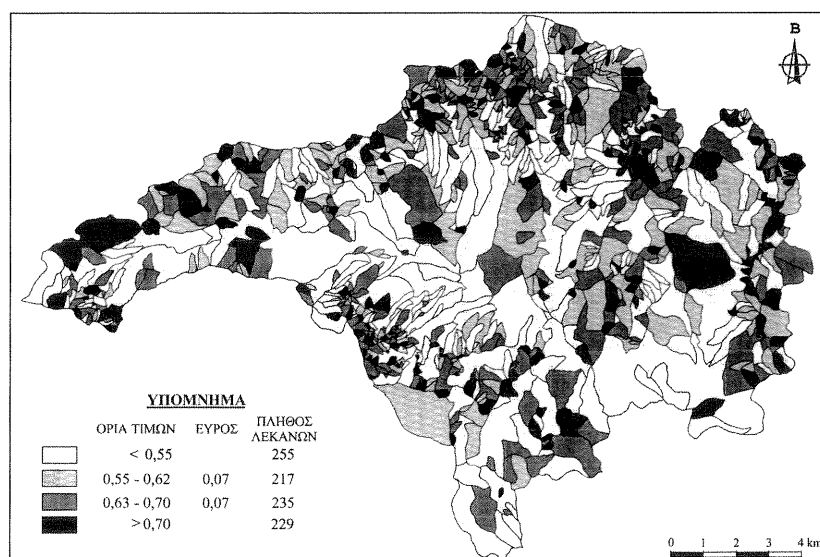 Β
ΥΠΟΜΝΗΜΑ
ΟΡΙΑ ΤΙΜΩΝ ΕΥΡΟΣ ΠΛΗΘΟΣ ΛΕΚΑΝΩΝ
< 0,55 255
0,55 - 0,62 0,07 217
0,63 - 0,70 0,07 235
> 0,70 229
0 1 2 3 4 km